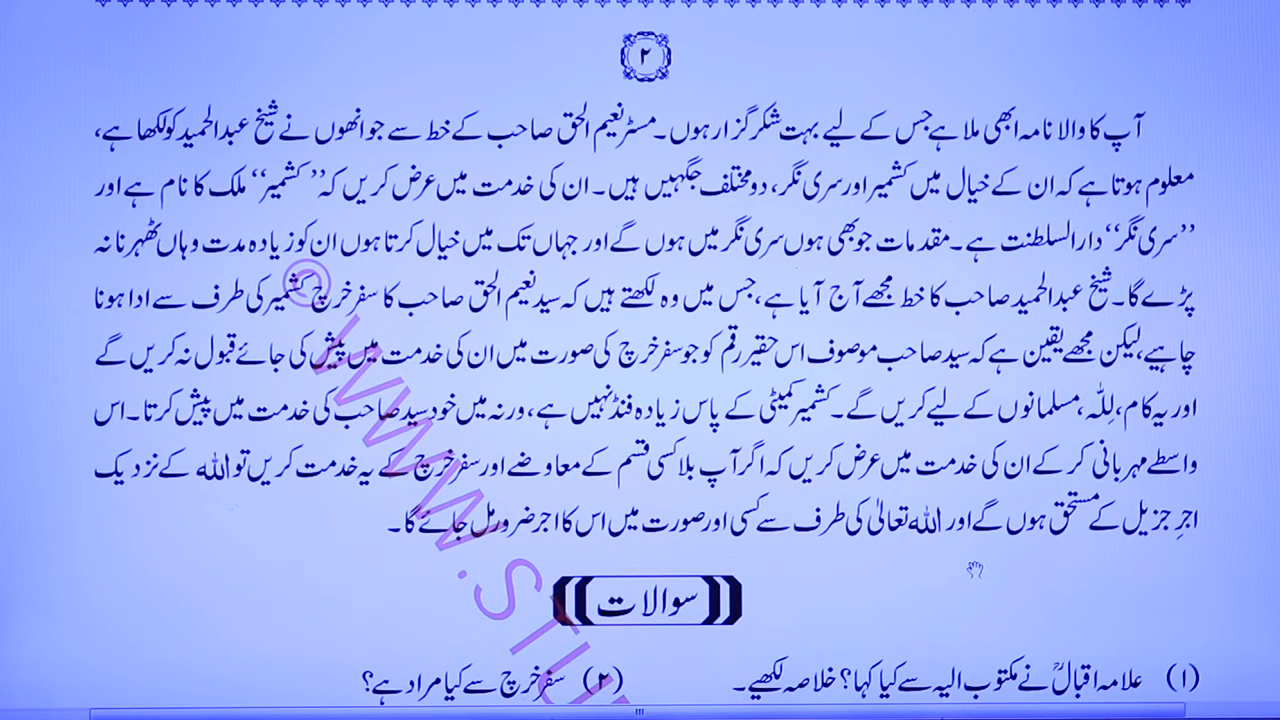 ۲
آپ کا والا نامہ ابھی ملا ہے جس کے لیے بہت شکر گزار ہوں۔ مسٹر نعیم الحق صاحب کے خط سے جو انھوں نے شیخ عبدالحمید کو لکھا ہے،
معلوم ہوتا ہے کہ ان کے خیال میں کشمیر اور سری نگر، دو مختلف جگہیں ہیں۔ ان کی خدمت میں عرض کریں کہ ”کشمیر“ ملک کا نام ہے اور
”سری نگر“ دارالسلطنت ہے۔ مقدمات جو بھی ہوں سری نگر میں ہوں گے اور جہاں تک میں خیال کرتا ہوں ان کو زیادہ مدت وہاں ٹھہرنا نہ
پڑے گا۔ شیخ عبدالحمید صاحب کا خط مجھے آج آیا ہے، جس میں وہ لکھتے ہیں کہ سید نعیم الحق صاحب کا سفر خرچ کشمیر کی طرف سے ادا ہونا
چاہیے، لیکن مجھے یقین ہے کہ سید صاحب موصوف اس حقیر رقم کو جو سفر خرچ کی صورت میں ان کی خدمت میں پیش کی جائے قبول نہ کریں گے
اور یہ کام، لِلّٰہ، مسلمانوں کے لیے کریں گے۔ کشمیر کمیٹی کے پاس زیادہ فنڈ نہیں ہے، ورنہ میں خود سید صاحب کی خدمت میں پیش کرتا۔ اس
واسطے مہربانی کر کے ان کی خدمت میں عرض کریں کہ اگر آپ بلا کسی قسم کے معاوضے اور سفر خرچ کے یہ خدمت کریں تو اللہ کے نزدیک
اجرِ جزیل کے مستحق ہوں گے اور اللہ تعالیٰ کی طرف سے کسی اور صورت میں اس کا اجر ضرور مل جائے گا۔
سوالات
(۱) علامہ اقبالؒ نے مکتوب الیہ سے کیا کہا؟ خلاصہ لکھیے۔ (۲) سفر خرچ سے کیا مراد ہے؟
© WWW.ST